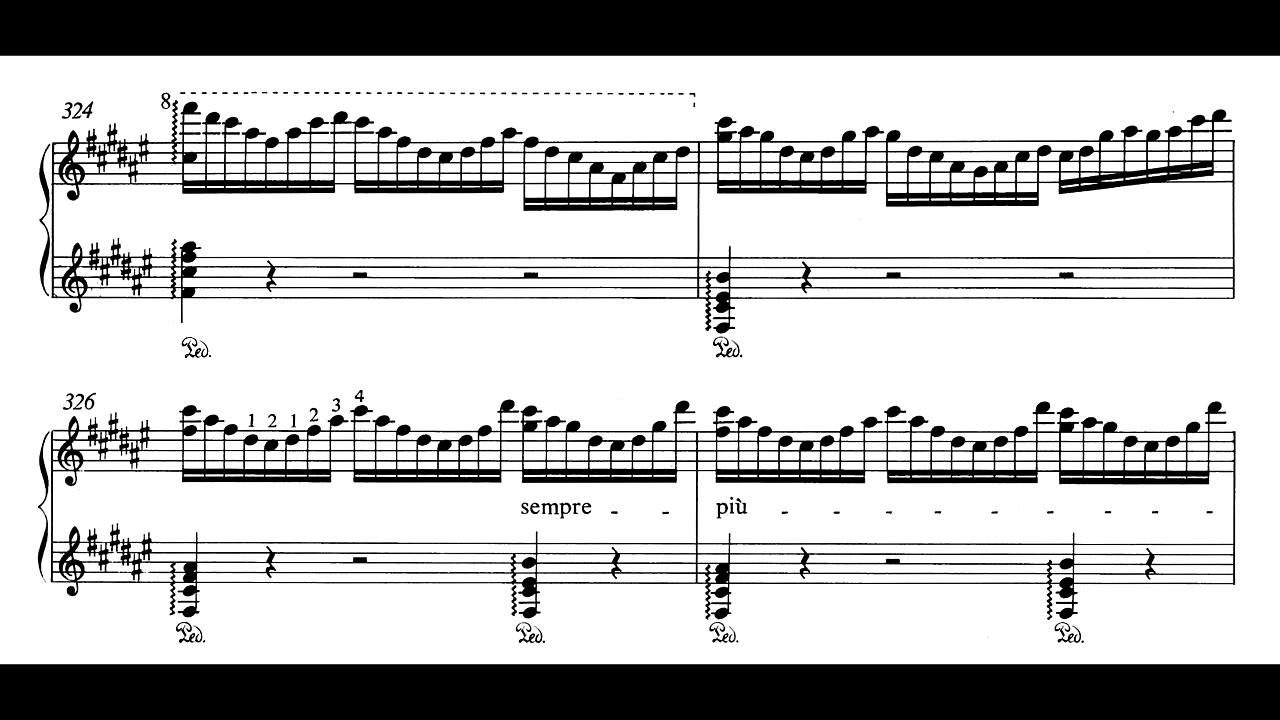 324
8
Ped. Ped.
326
1 2 1 2 3 4
sempre - - più - - - - - - - - -
Ped. Ped. Ped. Ped.